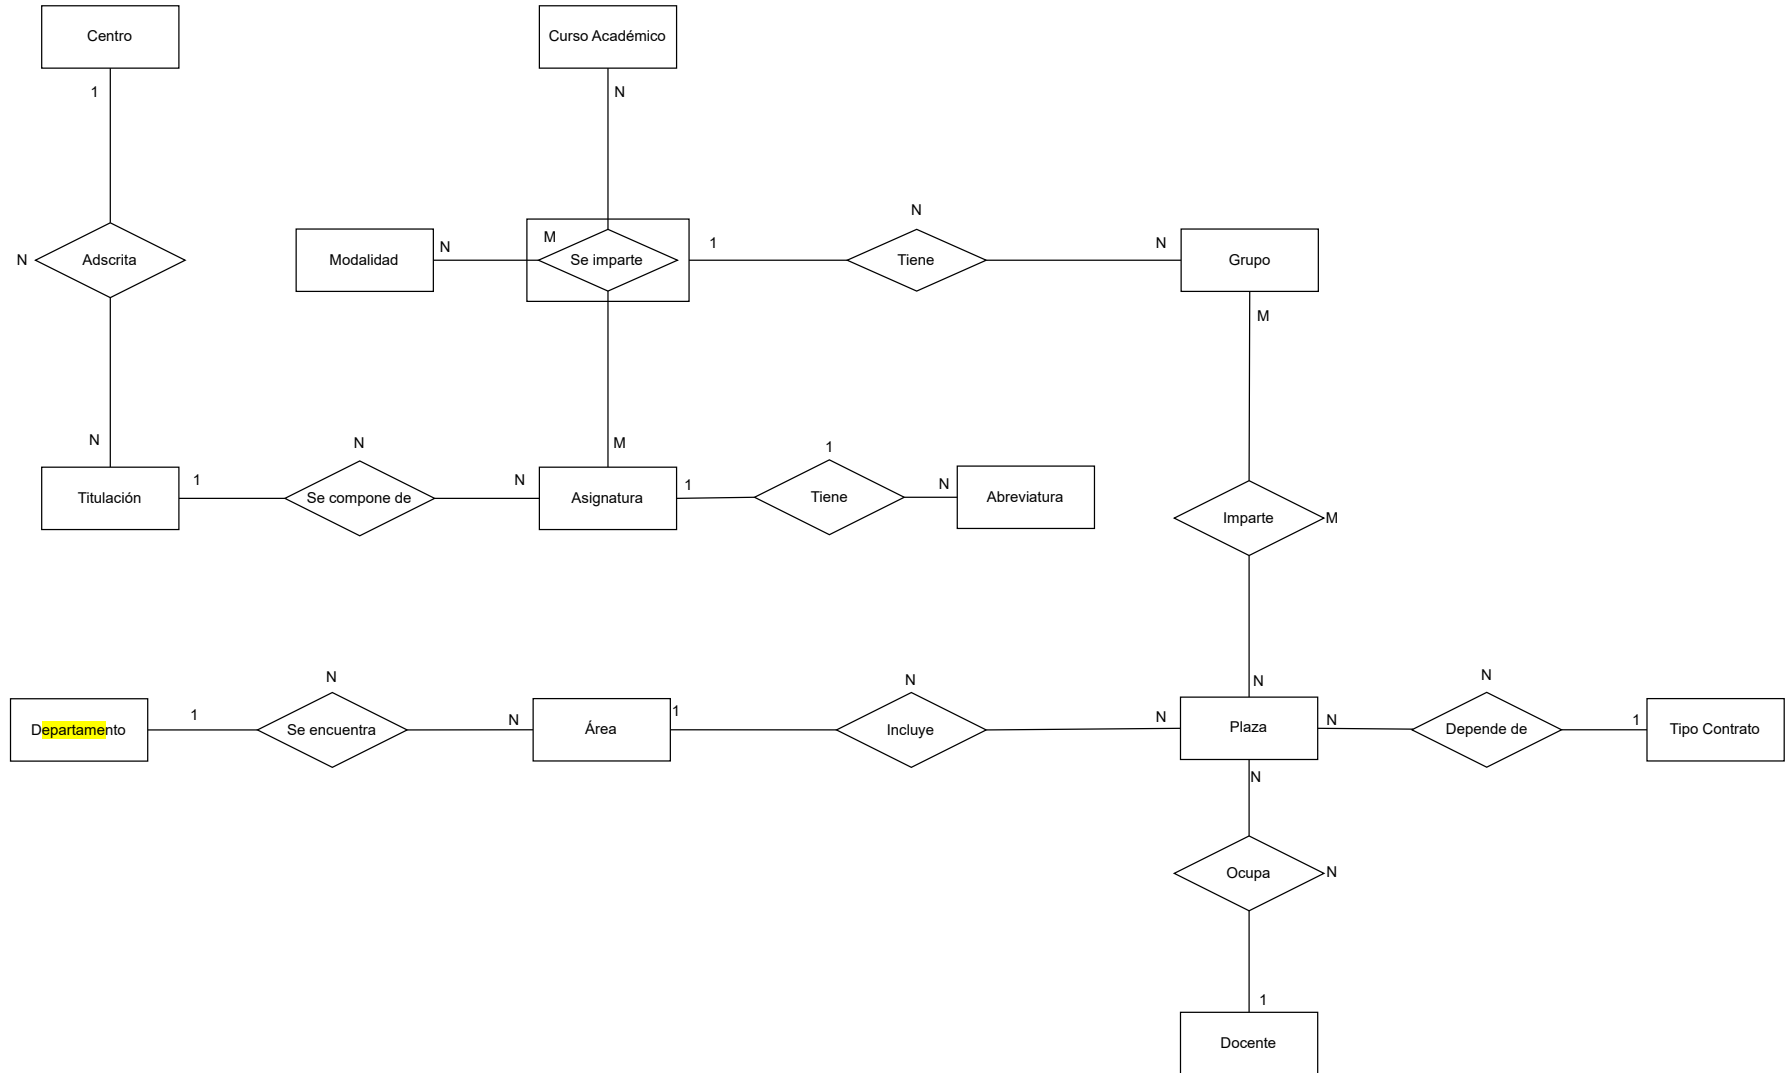 Centro
Curso Académico
1
N
N
M
N
1
N
Modalidad
Se imparte
Tiene
Grupo
N
Adscrita
M
N
1
N
N
M
1
N
1
N
Titulación
Se compone de
Asignatura
Tiene
Abreviatura
Imparte
M
N
N
N
N
1
N
1
N
N
1
Departamento
Se encuentra
Área
Incluye
Plaza
Depende de
Tipo Contrato
N
Ocupa
N
1
Docente